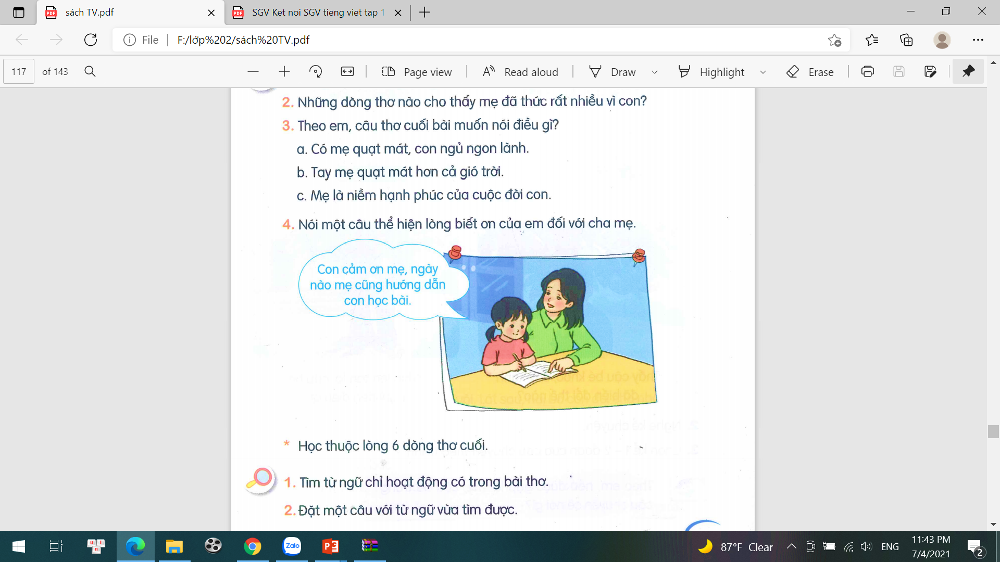 sách TV.pdf
SGV Ket noi SGV tieng viet tap 1
File
F:/lớp%202/sách%20TV.pdf
117 of 143
Page view
Read aloud
Draw
Highlight
Erase
2. Những dòng thơ nào cho thấy mẹ đã thức rất nhiều vì con?
3. Theo em, câu thơ cuối bài muốn nói điều gì?
a. Có mẹ quạt mát, con ngủ ngon lành.
b. Tay mẹ quạt mát hơn cả gió trời.
c. Mẹ là niềm hạnh phúc của cuộc đời con.
4. Nói một câu thể hiện lòng biết ơn của em đối với cha mẹ.
Con cảm ơn mẹ, ngày
nào mẹ cũng hướng dẫn
con học bài.
* Học thuộc lòng 6 dòng thơ cuối.
1. Tìm từ ngữ chỉ hoạt động có trong bài thơ.
2. Đặt một câu với từ ngữ vừa tìm được.
Zalo
87°F Clear
ENG
11:43 PM
7/4/2021
2